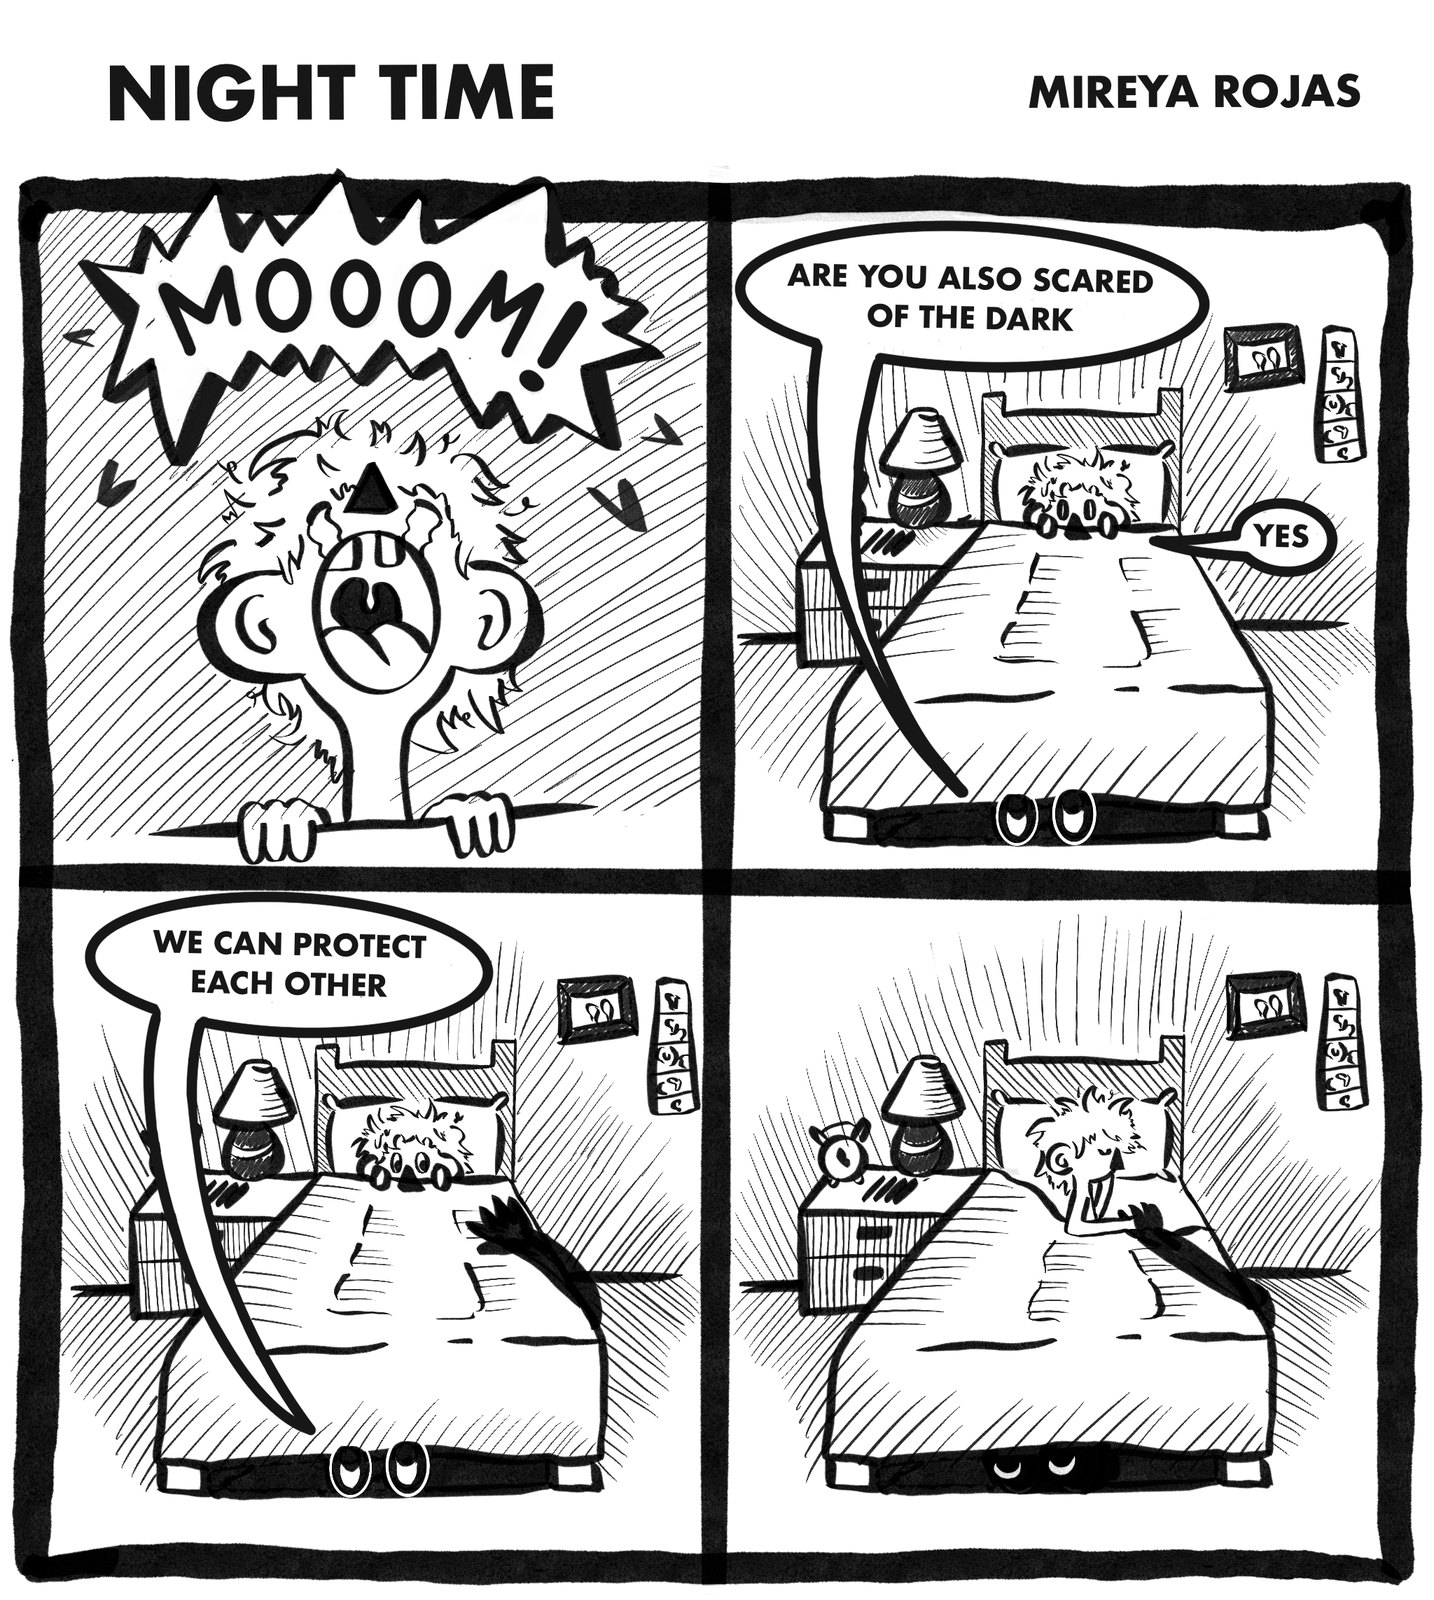 NIGHT TIME
MIREYA ROJAS
MOOOM!
ARE YOU ALSO SCARED
OF THE DARK
YES
WE CAN PROTECT
EACH OTHER